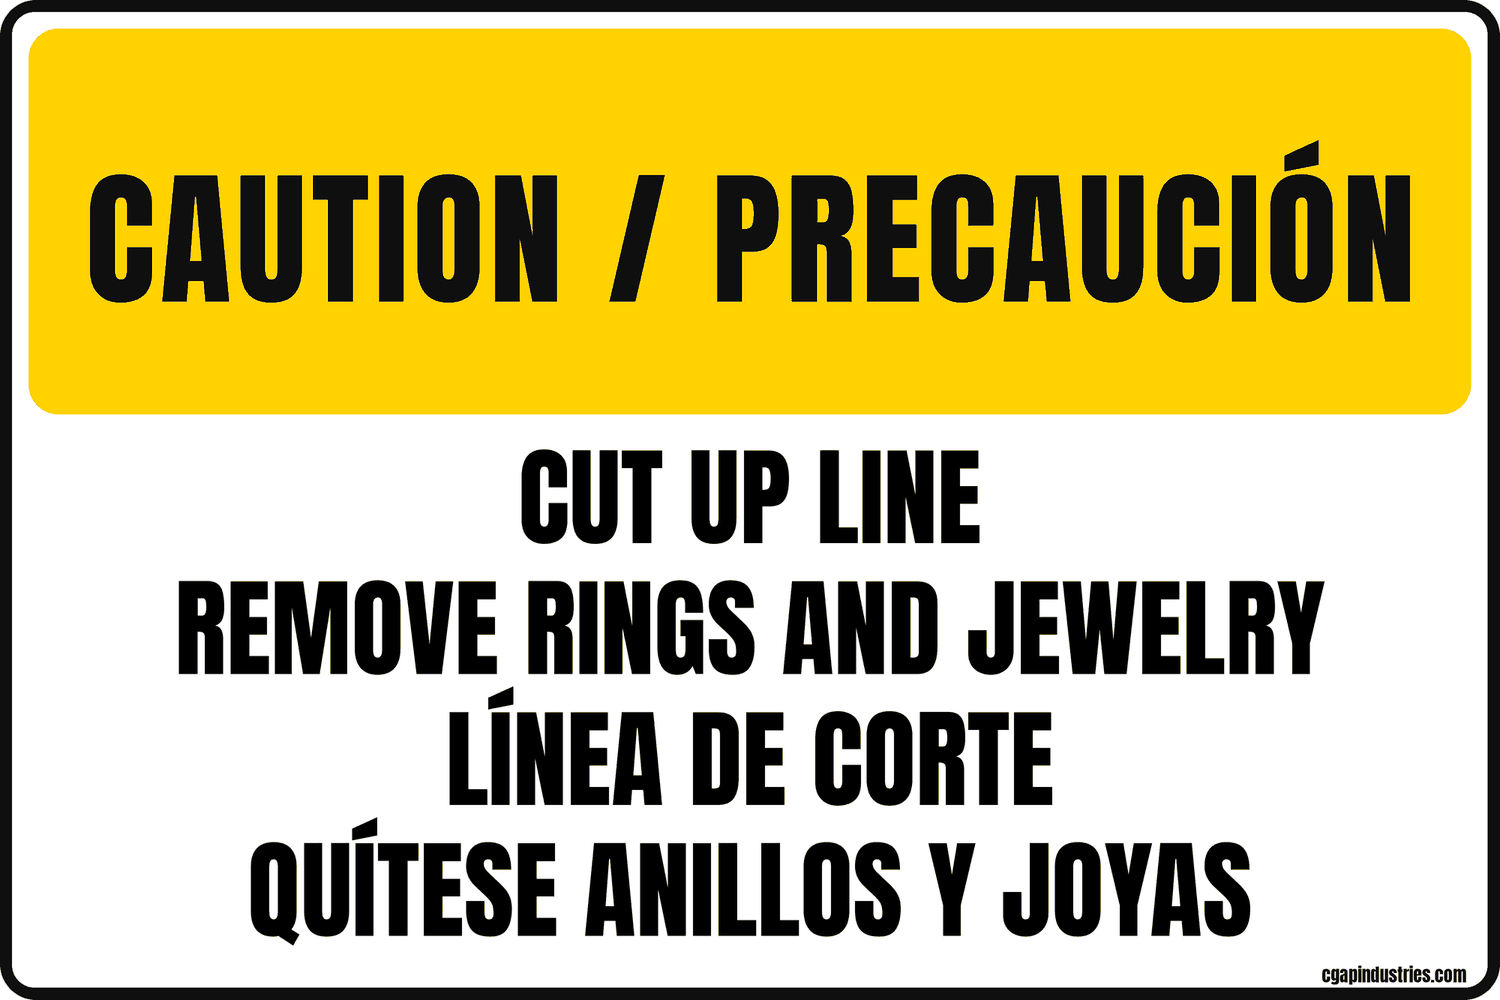 CAUTION / PRECAUCIÓN
CUT UP LINE
REMOVE RINGS AND JEWELRY
LÍNEA DE CORTE
QUÍTESE ANILLOS Y JOYAS
cgapindustries.com